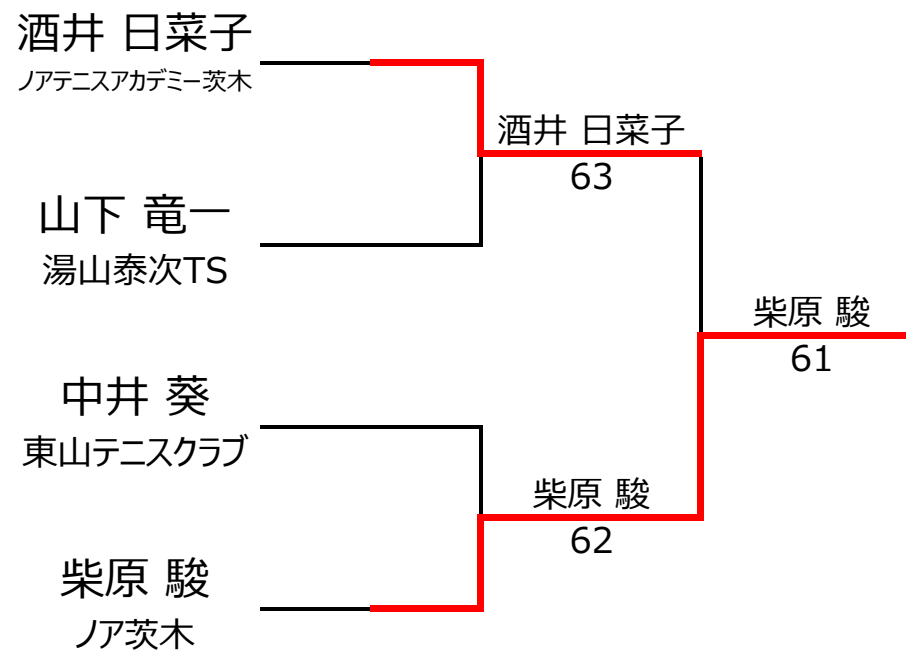 酒井 日菜子
ノアテニスアカデミー茨木
酒井 日菜子
63
山下 竜一
湯山泰次TS
柴原 駿
61
中井 葵
東山テニスクラブ
柴原 駿
62
柴原 駿
ノア茨木